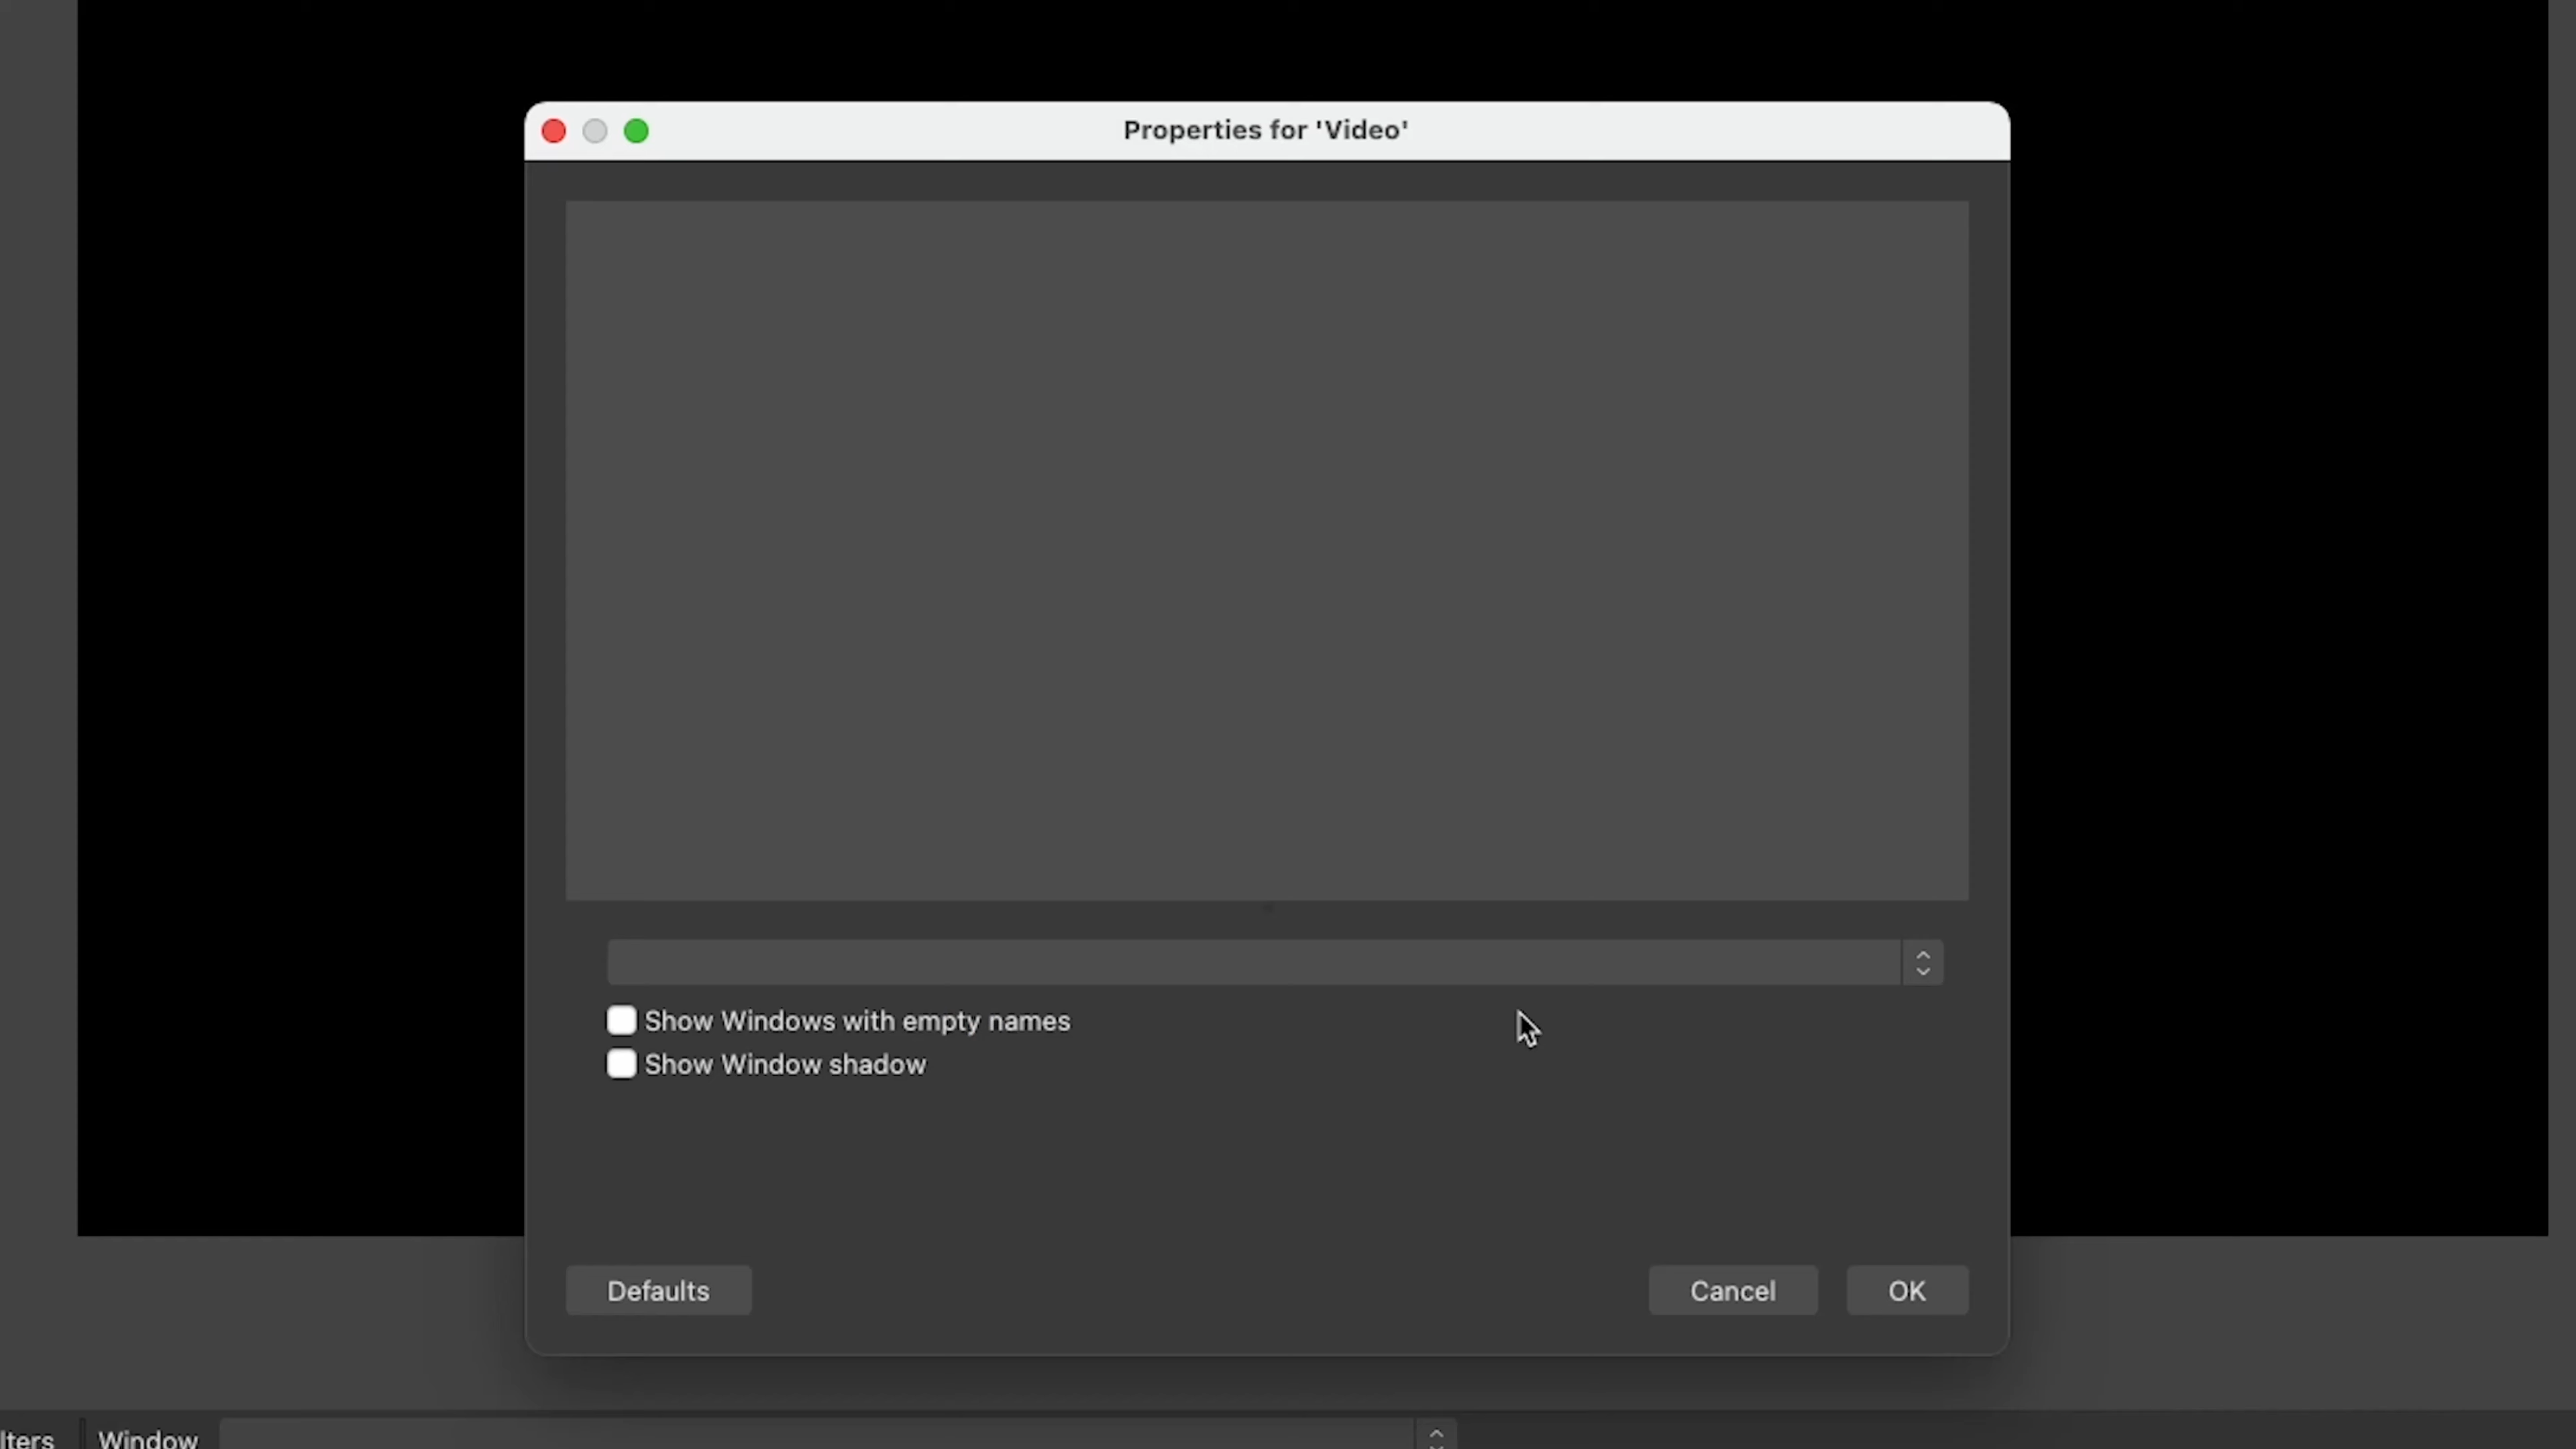 Properties for 'Video'
Show Windows with empty names
Show Window shadow
Defaults
Cancel
OK
lters
Window